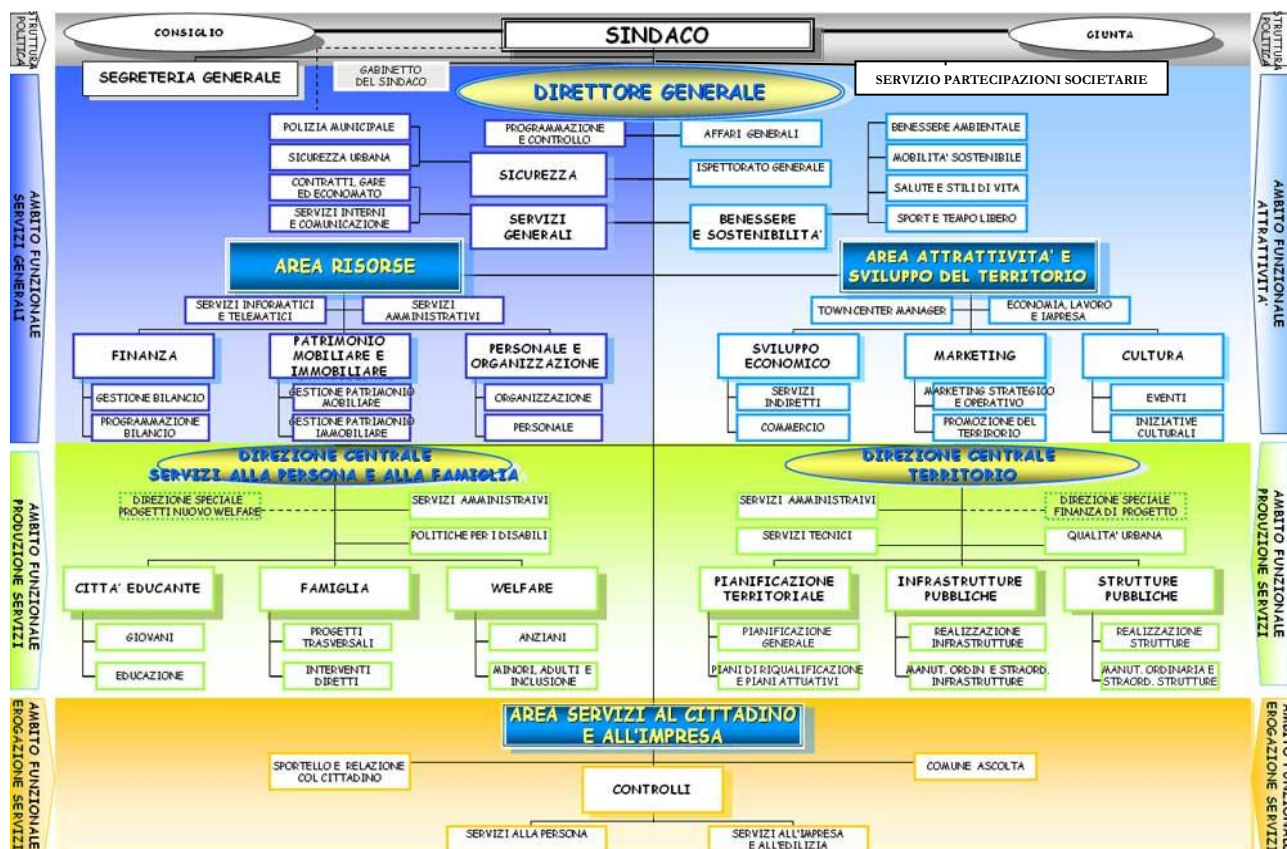 STRUTTURA
POLITICA
CONSIGLIO
SINDACO
GIUNTA
STRUTTURA
POLITICA
SEGRETERIA GENERALE
GABINETTO
DEL SINDACO
SERVIZIO PARTECIPAZIONI SOCIETARIE
DIRETTORE GENERALE
AMBITO FUNZIONALE
SERVIZI GENERALI
AMBITO FUNZIONALE
ATTRATTIVITA'
POLIZIA MUNICIPALE
PROGRAMMAZIONE
E CONTROLLO
AFFARI GENERALI
BENESSERE AMBIENTALE
SICUREZZA URBANA
SICUREZZA
ISPETTORATO GENERALE
MOBILITA' SOSTENIBILE
CONTRATTI, GARE
ED ECONOMATO
SALUTE E STILI DI VITA
SERVIZI INTERNI
E COMUNICAZIONE
SERVIZI
GENERALI
BENESSERE
E SOSTENIBILITA'
SPORT E TEMPO LIBERO
AREA RISORSE
AREA ATTRATTIVITA' E
SVILUPPO DEL TERRITORIO
SERVIZI INFORMATICI
E TELEMATICI
SERVIZI
AMMINISTRATIVI
TOWN CENTER MANAGER
ECONOMIA, LAVORO
E IMPRESA
FINANZA
PATRIMONIO
MOBILIARE E
IMMOBILIARE
PERSONALE E
ORGANIZZAZIONE
SVILUPPO
ECONOMICO
MARKETING
CULTURA
GESTIONE BILANCIO
GESTIONE PATRIMONIO
MOBILIARE
ORGANIZZAZIONE
SERVIZI
INDIRETTI
MARKETING STRATEGICO
E OPERATIVO
EVENTI
PROGRAMMAZIONE
BILANCIO
GESTIONE PATRIMONIO
IMMOBILIARE
PERSONALE
COMMERCIO
PROMOZIONE DEL
TERRIRORIO
INIZIATIVE
CULTURALI
AMBITO FUNZIONALE
PRODUZIONE SERVIZI
AMBITO FUNZIONALE
PRODUZIONE SERVIZI
DIREZIONE CENTRALE
SERVIZI ALLA PERSONA E ALLA FAMIGLIA
DIREZIONE CENTRALE
TERRITORIO
DIREZIONE SPECIALE
PROGETTI NUOVO WELFARE
SERVIZI AMMINISTRAIVI
SERVIZI AMMINISTRAIVI
DIREZIONE SPECIALE
FINANZA DI PROGETTO
POLITICHE PER I DISABILI
SERVIZI TECNICI
QUALITA' URBANA
CITTA' EDUCANTE
FAMIGLIA
WELFARE
PIANIFICAZIONE
TERRITORIALE
INFRASTRUTTURE
PUBBLICHE
STRUTTURE
PUBBLICHE
GIOVANI
PROGETTI
TRASVERSALI
ANZIANI
PIANIFICAZIONE
GENERALE
REALIZZAZIONE
INFRASTRUTTURE
REALIZZAZIONE
STRUTTURE
EDUCAZIONE
INTERVENTI
DIRETTI
MINORI, ADULTI E
INCLUSIONE
PIANI DI RIQUALIFICAZIONE
E PIANI ATTUATIVI
MANUT. ORDIN. E STRAORD.
INFRASTRUTTURE
MANUT. ORDINARIA E
STRAORD. STRUTTURE
AMBITO FUNZIONALE
EROGAZIONE SERVIZI
AMBITO FUNZIONALE
EROGAZIONE SERVIZI
AREA SERVIZI AL CITTADINO
E ALL'IMPRESA
SPORTELLO E RELAZIONE
COL CITTADINO
COMUNE ASCOLTA
CONTROLLI
SERVIZI ALLA PERSONA
SERVIZI ALL'IMPRESA
E ALL'EDILIZIA